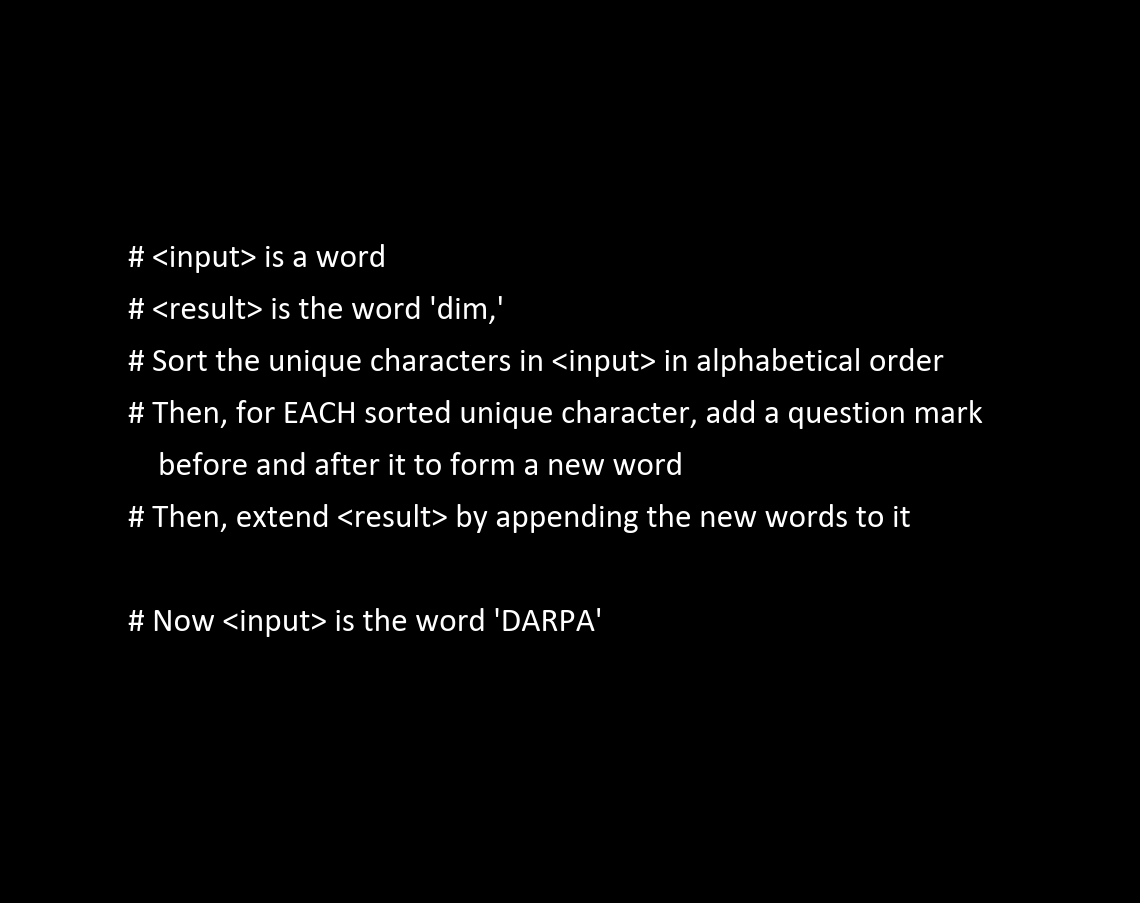 # <input> is a word
# <result> is the word 'dim,'
# Sort the unique characters in <input> in alphabetical order
# Then, for EACH sorted unique character, add a question mark
before and after it to form a new word
# Then, extend <result> by appending the new words to it
# Now <input> is the word 'DARPA'